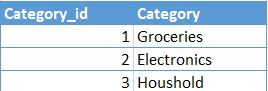 Category_id Category
1 Groceries
2 Electronics
3 Houshold